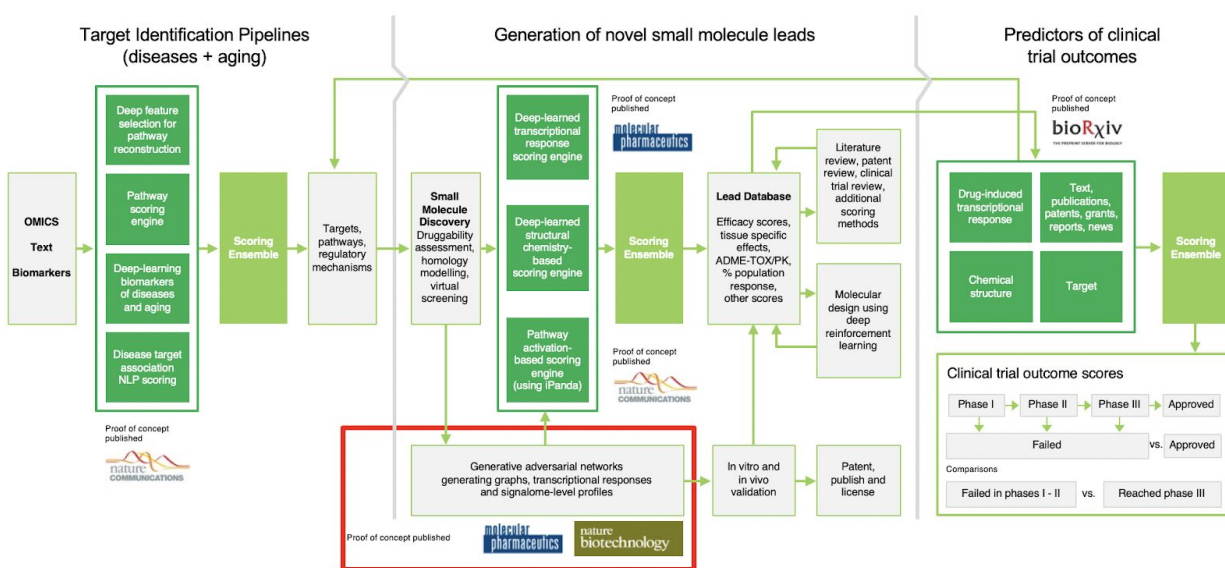 Target Identification Pipelines
(diseases + aging)
Generation of novel small molecule leads
Predictors of clinical
trial outcomes
OMICS
Text
Biomarkers
Deep feature
selection for
pathway
reconstruction
Pathway
scoring
engine
Deep-learning
biomarkers
of diseases
and aging
Disease target
association
NLP scoring
Proof of concept
published
nature
COMMUNICATIONS
Scoring
Ensemble
Targets,
pathways,
regulatory
mechanisms
Small
Molecule
Discovery
Druggability
assessment,
homology
modelling,
virtual
screening
Deep-learned
transcriptional
response
scoring engine
Deep-learned
structural
chemistry-
based
scoring engine
Pathway
activation-
based scoring
engine
(using iPanda)
Proof of concept
published
molecular
pharmaceutics
Scoring
Ensemble
Proof of concept
published
nature
COMMUNICATIONS
Lead Database
Efficacy scores,
tissue specific
effects,
ADME-TOX/PK,
% population
response,
other scores
Literature
review, patent
review, clinical
trial review,
additional
scoring
methods
Molecular
design using
deep
reinforcement
learning
Generative adversarial networks
generating graphs, transcriptional responses
and signalome-level profiles
Proof of concept published
molecular
pharmaceutics
nature
biotechnology
In vitro and
in vivo
validation
Patent,
publish and
license
Proof of concept
published
bioRxiv
THE PREPRINT SERVER FOR BIOLOGY
Drug-induced
transcriptional
response
Text,
publications,
patents, grants,
reports, news
Chemical
structure
Target
Scoring
Ensemble
Clinical trial outcome scores
Phase I
Phase II
Phase III
Approved
Failed
vs.
Approved
Comparisons
Failed in phases I - II
vs.
Reached phase III